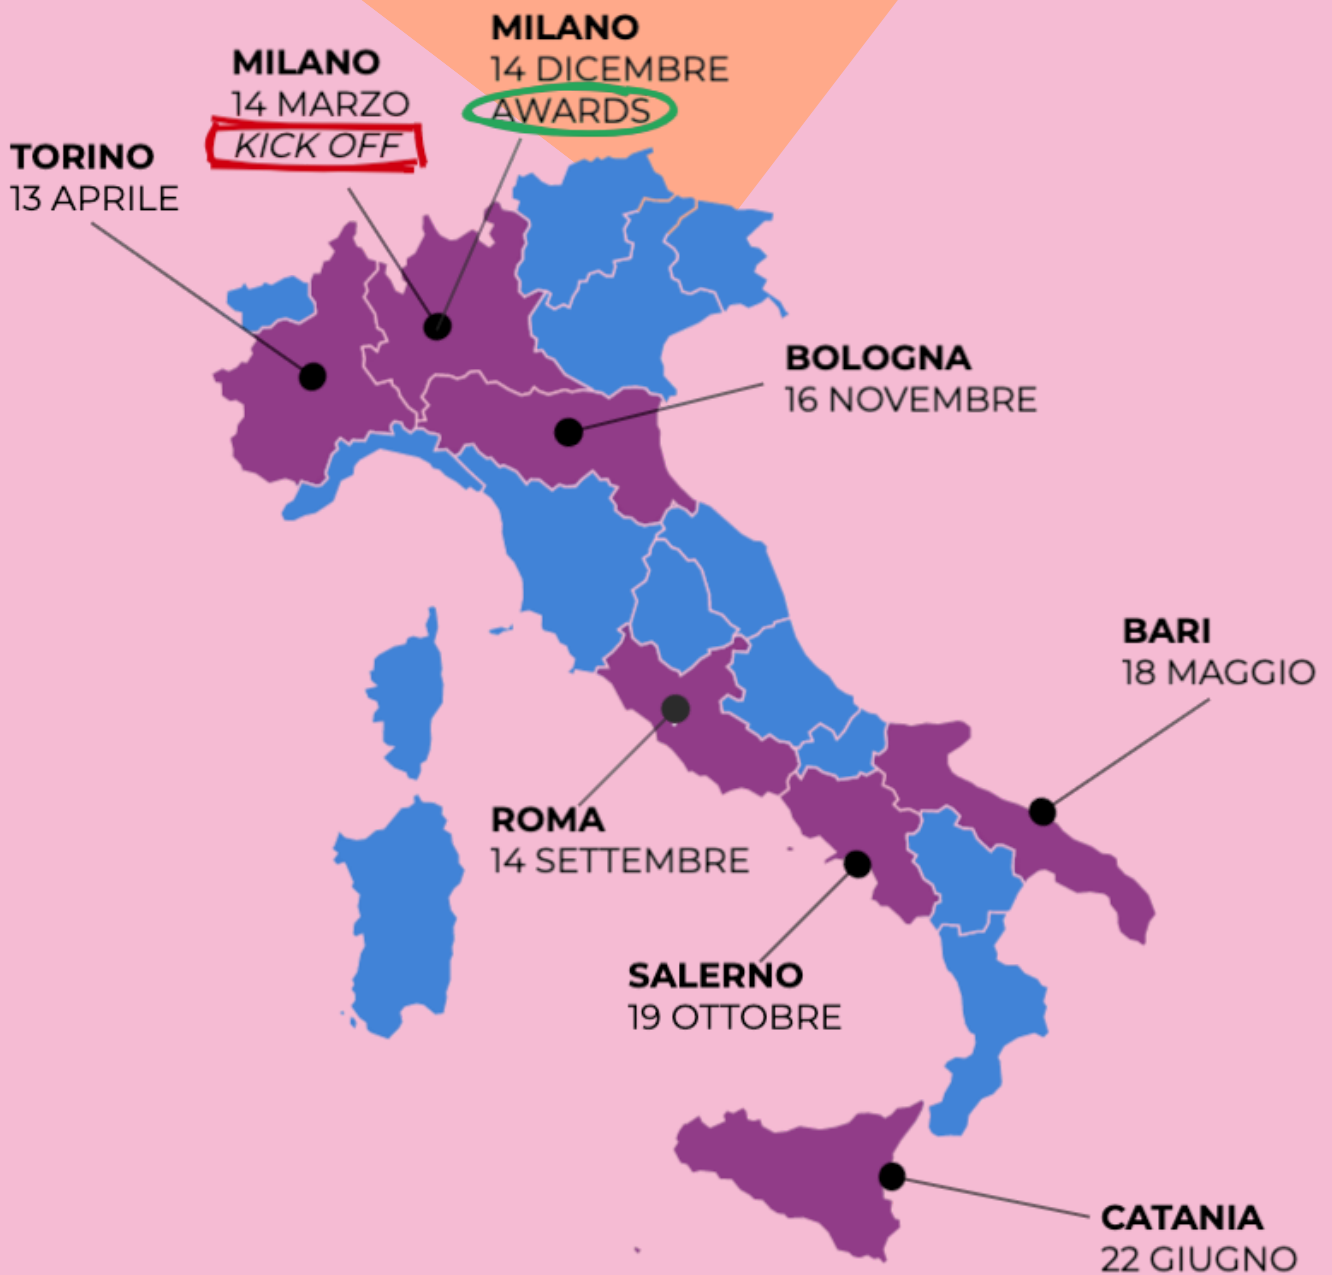 MILANO
14 DICEMBRE
AWARDS
MILANO
14 MARZO
KICK OFF
TORINO
13 APRILE
BOLOGNA
16 NOVEMBRE
BARI
18 MAGGIO
ROMA
14 SETTEMBRE
SALERNO
19 OTTOBRE
CATANIA
22 GIUGNO